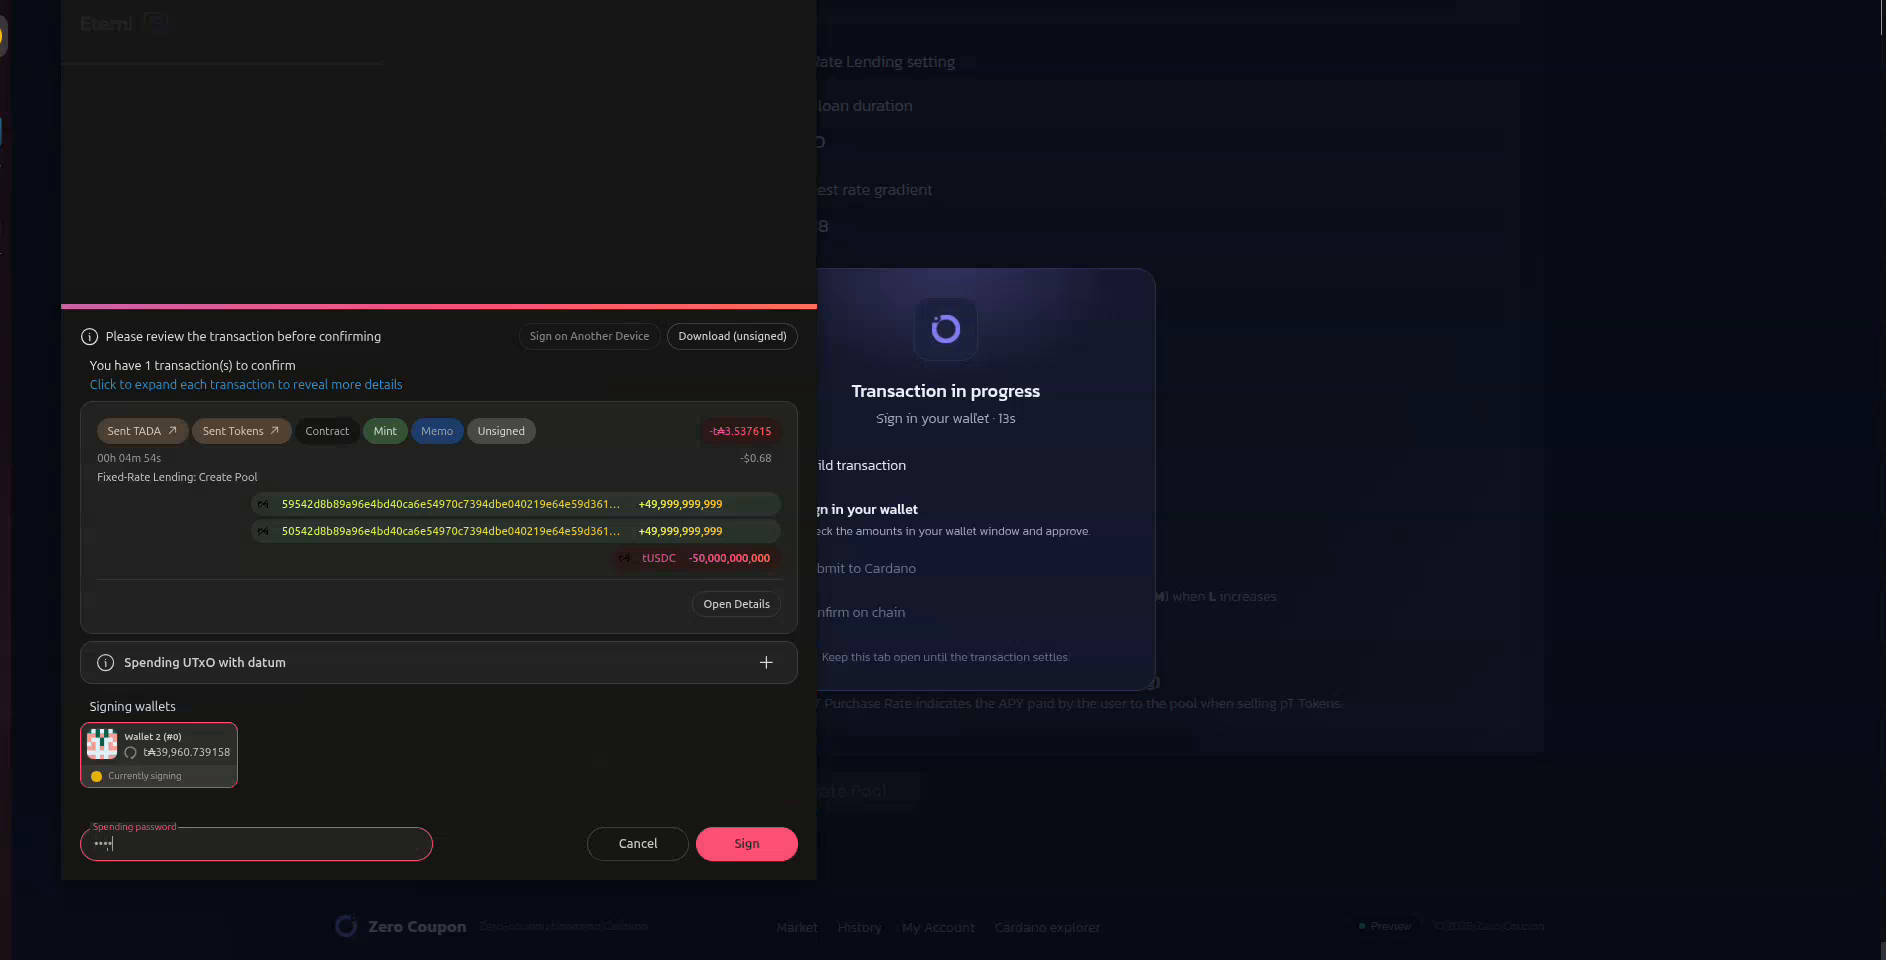 Eternl
Please review the transaction before confirming
Sign on Another Device
Download (unsigned)
You have 1 transaction(s) to confirm
Click to expand each transaction to reveal more details
Sent TADA ↗ Sent Tokens ↗ Contract Mint Memo Unsigned
-t₳3.537615
00h 04m 54s
-$0.68
Fixed-Rate Lending: Create Pool
59542d8b89a96e4bd40ca6e54970c7394dbe040219e64e59d361... +49,999,999,999
50542d8b89a96e4bd40ca6e54970c7394dbe040219e64e59d361... +49,999,999,999
tUSDC -50,000,000,000
Open Details
Spending UTxO with datum
Signing wallets
Wallet 2 (#0)
t₳39,960.739158
Currently signing
Spending password
••••
Cancel
Sign
Rate Lending setting
loan duration
est rate gradient
8
Transaction in progress
Sign in your wallet · 13s
ild transaction
gn in your wallet
eck the amounts in your wallet window and approve.
bmit to Cardano
nfirm on chain
Keep this tab open until the transaction settles.
M) when L increases
Purchase Rate indicates the APY paid by the user to the pool when selling pT Tokens.
Pool
Zero Coupon
Market History My Account Cardano explorer
Preview